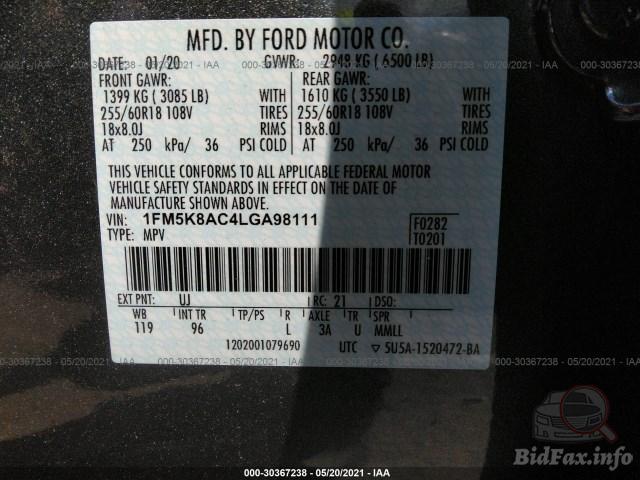 MFD. BY FORD MOTOR CO.
DATE: 01/20 GVWR: 2948 KG ( 6500 LB)
FRONT GAWR: REAR GAWR:
1399 KG ( 3085 LB) WITH 1610 KG ( 3550 LB) WITH
255/60R18 108V TIRES 255/60R18 108V TIRES
18x8.0J RIMS 18x8.0J RIMS
AT 250 kPa/ 36 PSI COLD AT 250 kPa/ 36 PSI COLD
THIS VEHICLE CONFORMS TO ALL APPLICABLE FEDERAL MOTOR
VEHICLE SAFETY STANDARDS IN EFFECT ON THE DATE OF
MANUFACTURE SHOWN ABOVE.
VIN: 1FM5K8AC4LGA98111 F0282
TYPE: MPV T0201
EXT PNT: UJ RC: 21 DSO:
WB INT TR TP/PS R AXLE TR SPR
119 96 L 3A U MMLL
1202001079690 UTC ▽ 5U5A-1520472-BA
000-30367238 - 05/20/2021 - IAA
BidFax.info